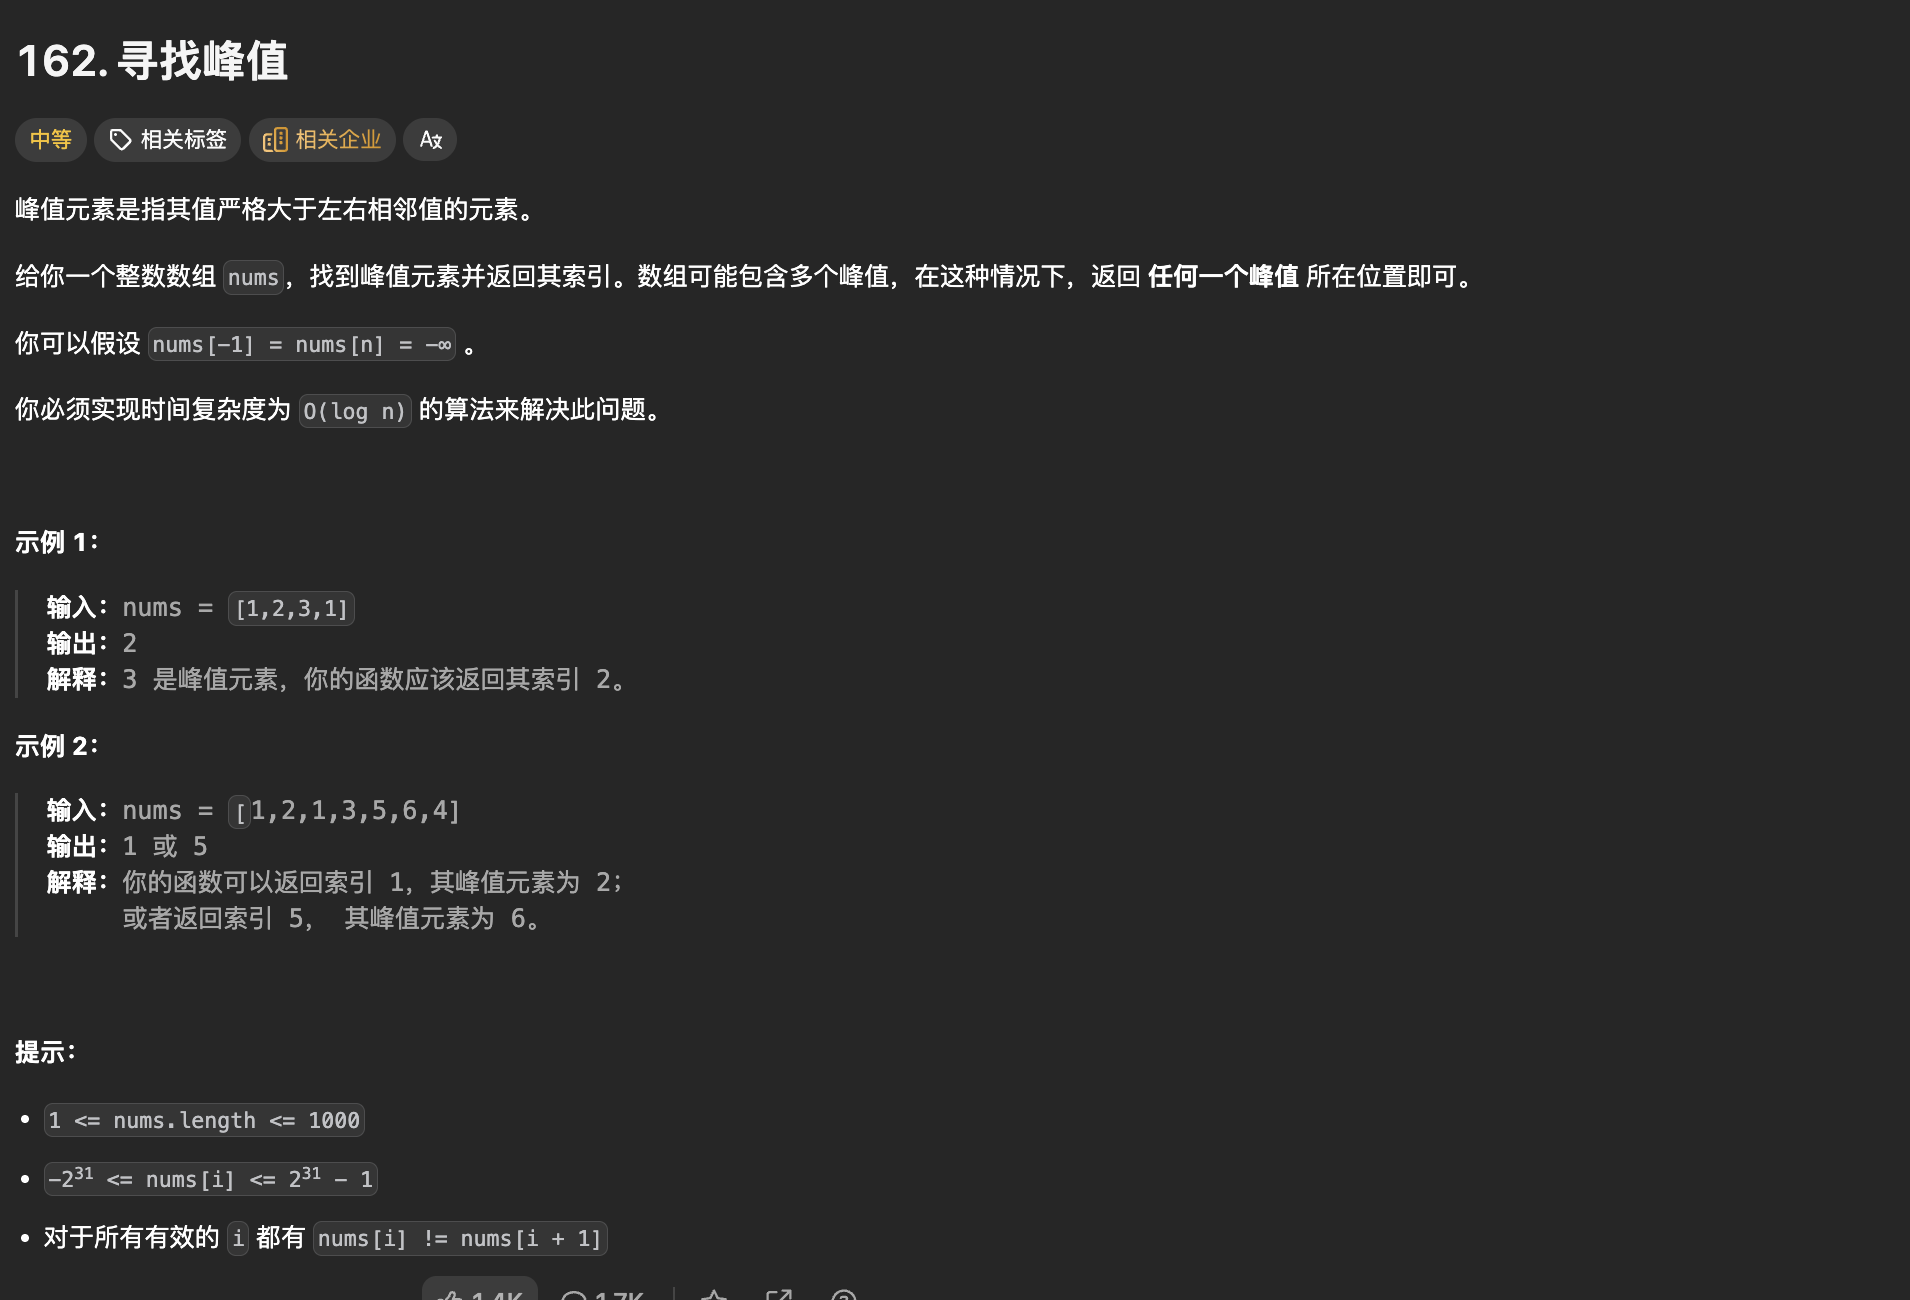 162. 寻找峰值
中等 相关标签 相关企业 A文
峰值元素是指其值严格大于左右相邻值的元素。
给你一个整数数组 nums，找到峰值元素并返回其索引。数组可能包含多个峰值，在这种情况下，返回 任何一个峰值 所在位置即可。
你可以假设 nums[-1] = nums[n] = -∞ 。
你必须实现时间复杂度为 O(log n) 的算法来解决此问题。
示例 1：
输入：nums = [1,2,3,1]
输出：2
解释：3 是峰值元素，你的函数应该返回其索引 2。
示例 2：
输入：nums = [1,2,1,3,5,6,4]
输出：1 或 5
解释：你的函数可以返回索引 1，其峰值元素为 2；
或者返回索引 5， 其峰值元素为 6。
提示：
• 1 <= nums.length <= 1000
• -2³¹ <= nums[i] <= 2³¹ - 1
• 对于所有有效的 i 都有 nums[i] != nums[i + 1]
1.4K 1.7K